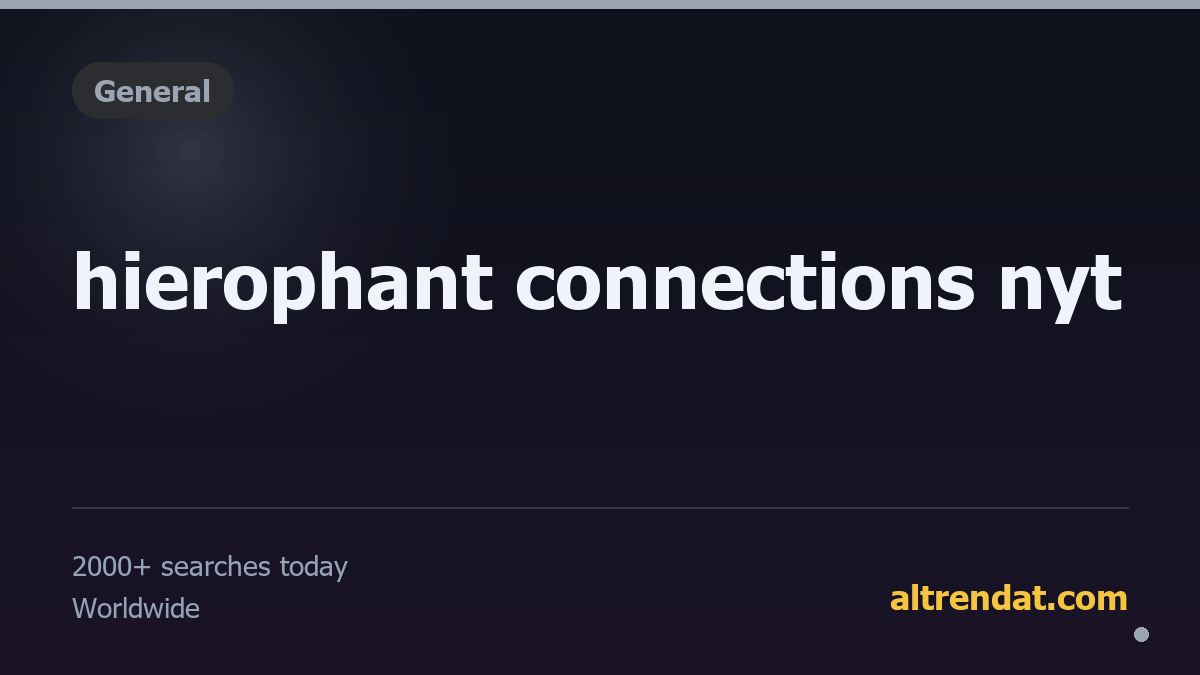 General
hierophant connections nyt
2000+ searches today
Worldwide
altrendat.com